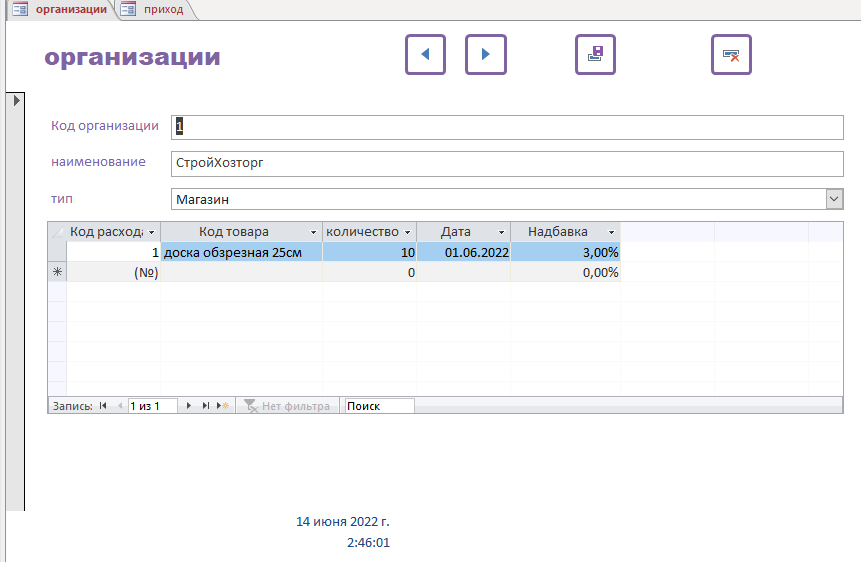 организации приход
организации
Код организации 1
наименование СтройХозторг
тип Магазин
Код расхода Код товара количество Дата Надбавка
1 доска обзрезная 25см 10 01.06.2022 3,00%
(№) 0 0,00%
Запись: 1 из 1 Нет фильтра Поиск
14 июня 2022 г.
2:46:01